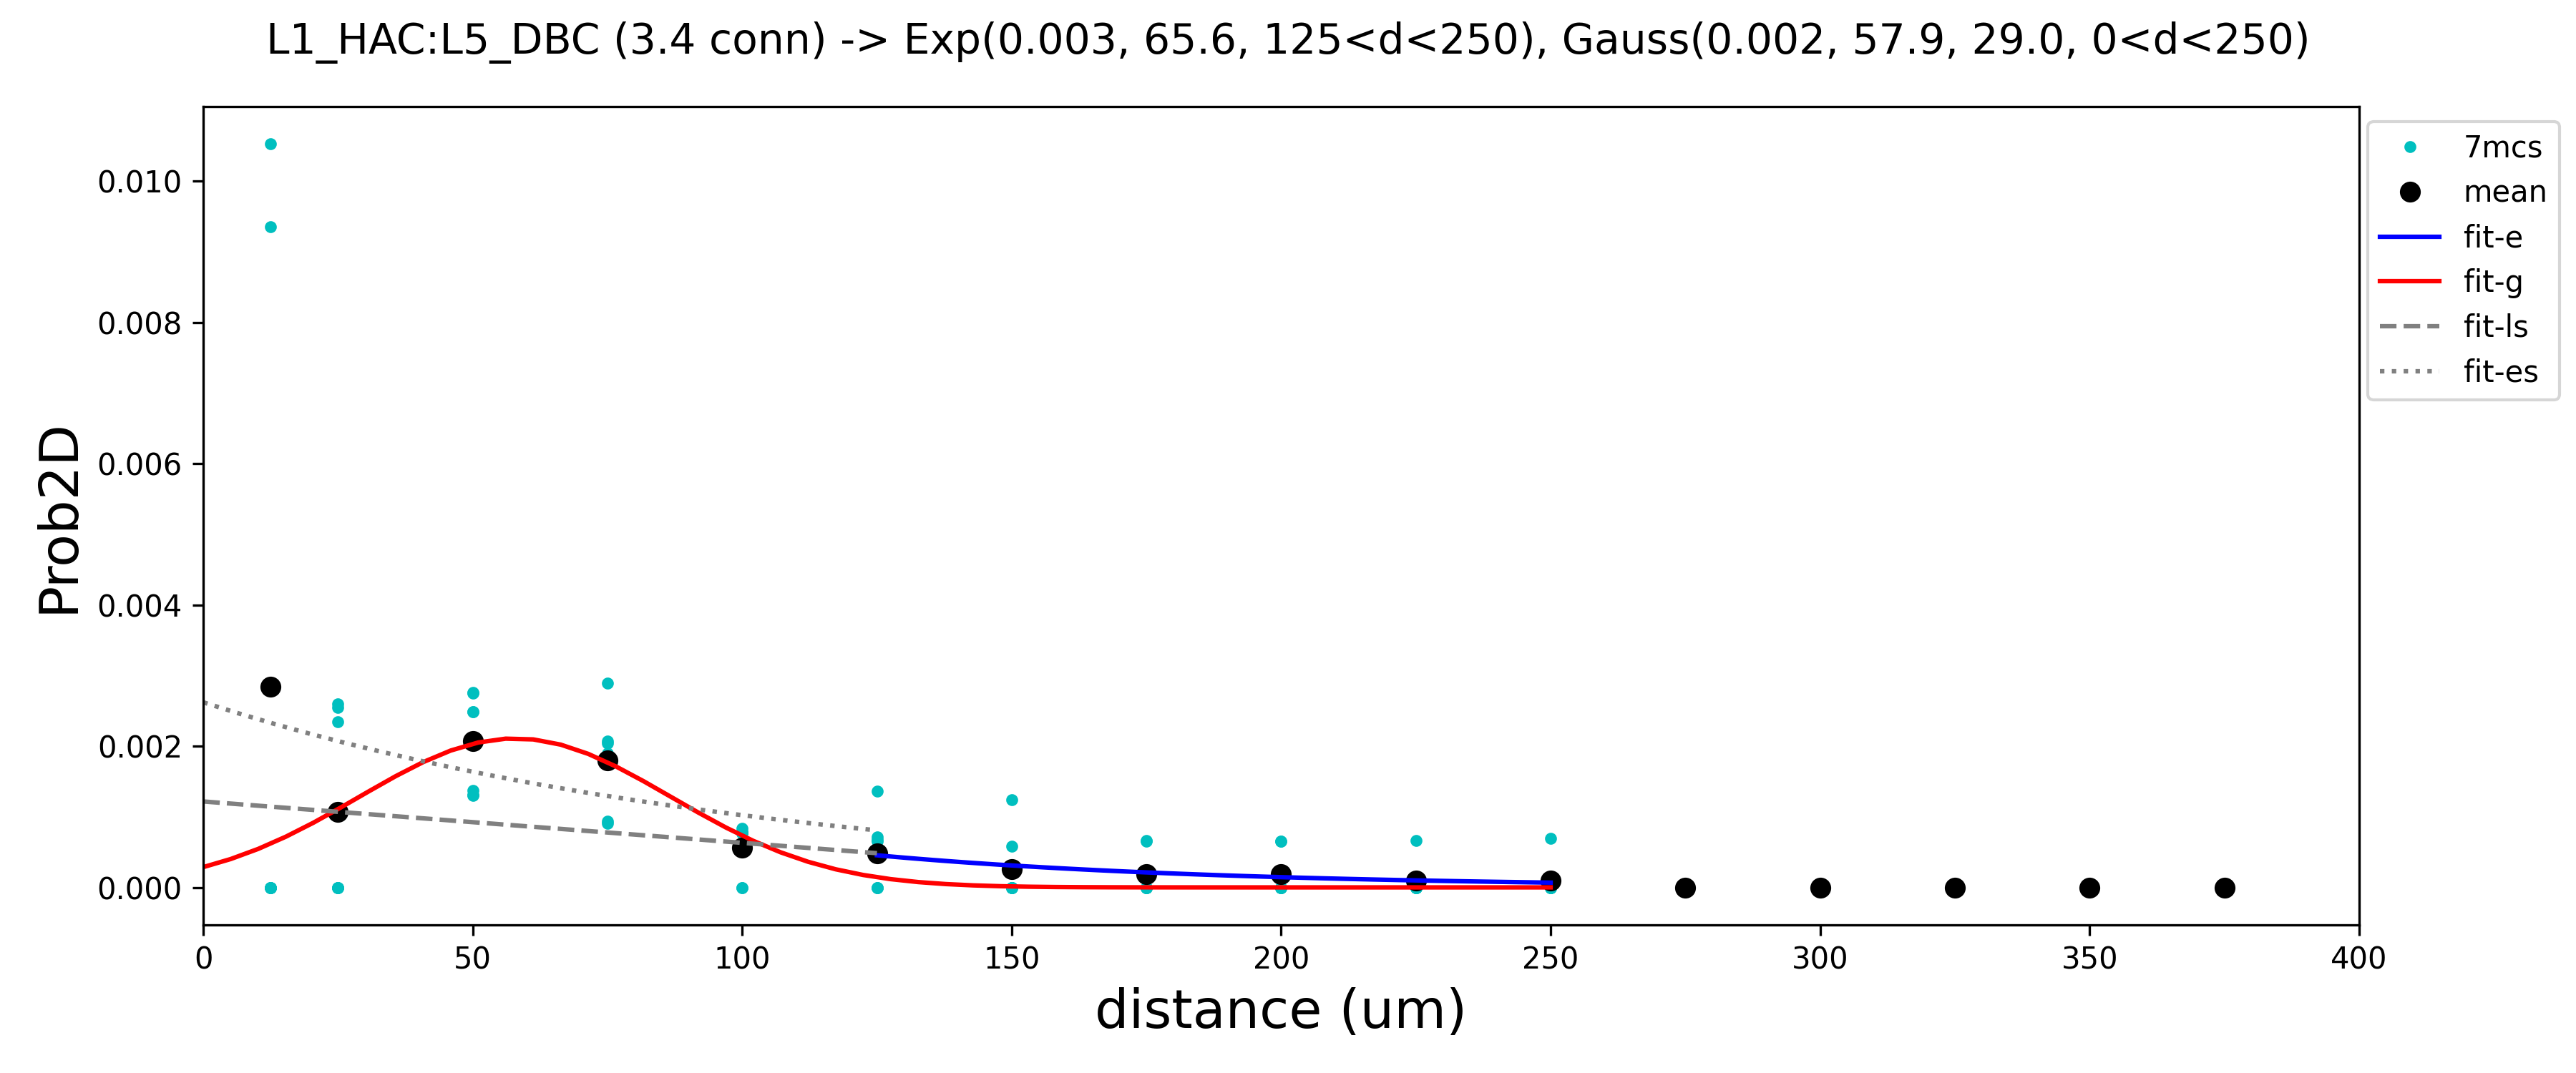 L1_HAC:L5_DBC (3.4 conn) -> Exp(0.003, 65.6, 125<d<250), Gauss(0.002, 57.9, 29.0, 0<d<250)
7mcs
mean
fit-e
fit-g
fit-ls
fit-es
Prob2D
0.010
0.008
0.006
0.004
0.002
0.000
0 50 100 150 200 250 300 350 400
distance (um)